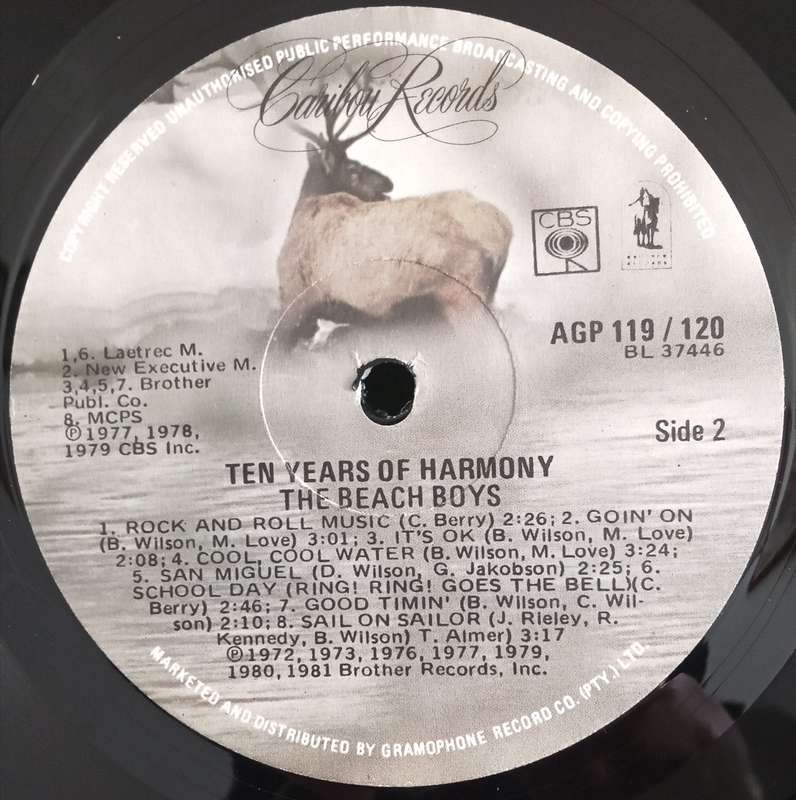 COPYRIGHT RESERVED UNAUTHORISED PUBLIC PERFORMANCE BROADCASTING AND COPYING PROHIBITED
Caribou Records
CBS
AGP 119 / 120
BL 37446
1,6. Laetrec M.
2. New Executive M.
3,4,5,7. Brother
Publ. Co.
8. MCPS
℗1977, 1978,
1979 CBS Inc.
Side 2
TEN YEARS OF HARMONY
THE BEACH BOYS
1. ROCK AND ROLL MUSIC (C. Berry) 2:26; 2. GOIN' ON
(B. Wilson, M. Love) 3:01; 3. IT'S OK (B. Wilson, M. Love)
2:08; 4. COOL, COOL WATER (B. Wilson, M. Love) 3:24;
5. SAN MIGUEL (D. Wilson, G. Jakobson) 2:25; 6.
SCHOOL DAY (RING! RING! GOES THE BELL)(C.
Berry) 2:46; 7. GOOD TIMIN' (B. Wilson, C. Wil-
son) 2:10; 8. SAIL ON SAILOR (J. Rieley, R.
Kennedy, B. Wilson) T. Almer) 3:17
℗1972, 1973, 1976, 1977, 1979,
1980, 1981 Brother Records, Inc.
MARKETED AND DISTRIBUTED BY GRAMOPHONE RECORD CO. (PTY.) LTD.